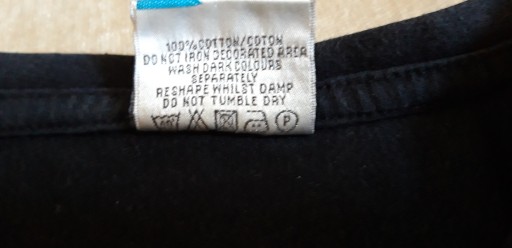 100%COTTON/COTON
DO NOT IRON DECORATED AREA
WASH DARK COLOURS
SEPARATELY
RESHAPE WHILST DAMP
DO NOT TUMBLE DRY
P